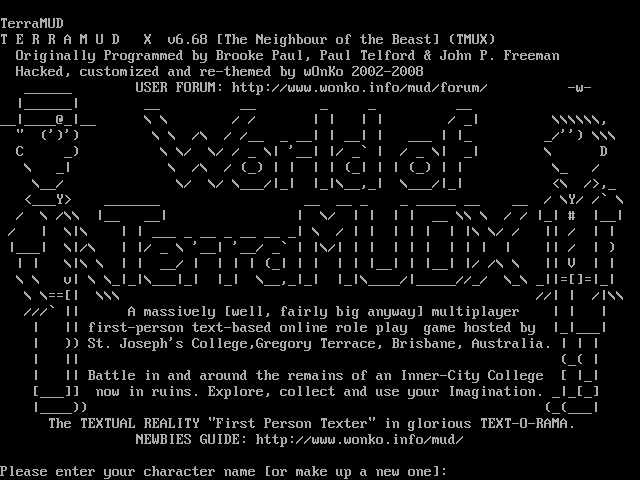 TerraMUD
T E R R A M U D   X  v6.68 [The Neighbour of the Beast] (TMUX)
Originally Programmed by Brooke Paul, Paul Telford & John P. Freeman
Hacked, customized and re-themed by wOnKo 2002-2008
USER FORUM: http://www.wonko.info/mud/forum/
-w-
World of
TerraMUDX
A massively [well, fairly big anyway] multiplayer
first-person text-based online role play  game hosted by
St. Joseph's College,Gregory Terrace, Brisbane, Australia.
Battle in and around the remains of an Inner-City College
now in ruins. Explore, collect and use your Imagination.
The TEXTUAL REALITY "First Person Texter" in glorious TEXT-O-RAMA.
NEWBIES GUIDE: http://www.wonko.info/mud/
Please enter your character name [or make up a new one]: